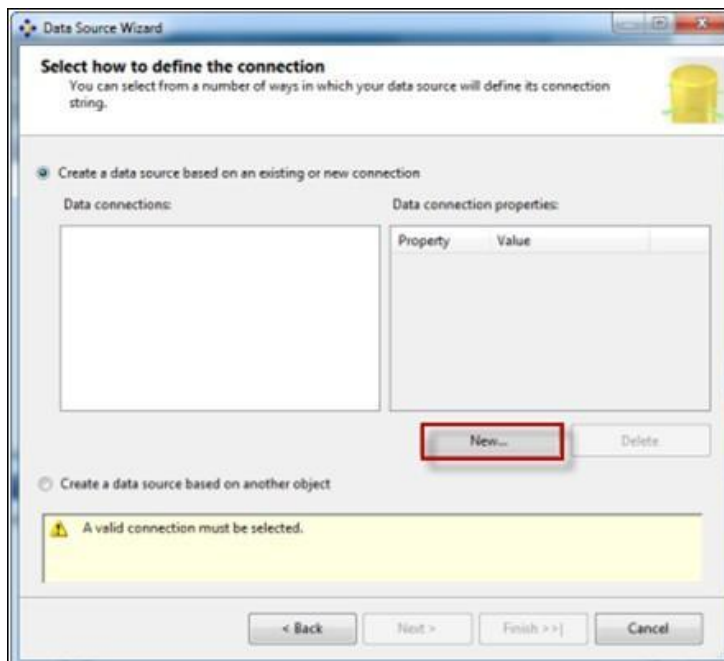 Data Source Wizard
Select how to define the connection
You can select from a number of ways in which your data source will define its connection
string.
Create a data source based on an existing or new connection
Data connections:
Data connection properties:
Property Value
New...
Delete
Create a data source based on another object
A valid connection must be selected.
< Back
Next >
Finish >>|
Cancel